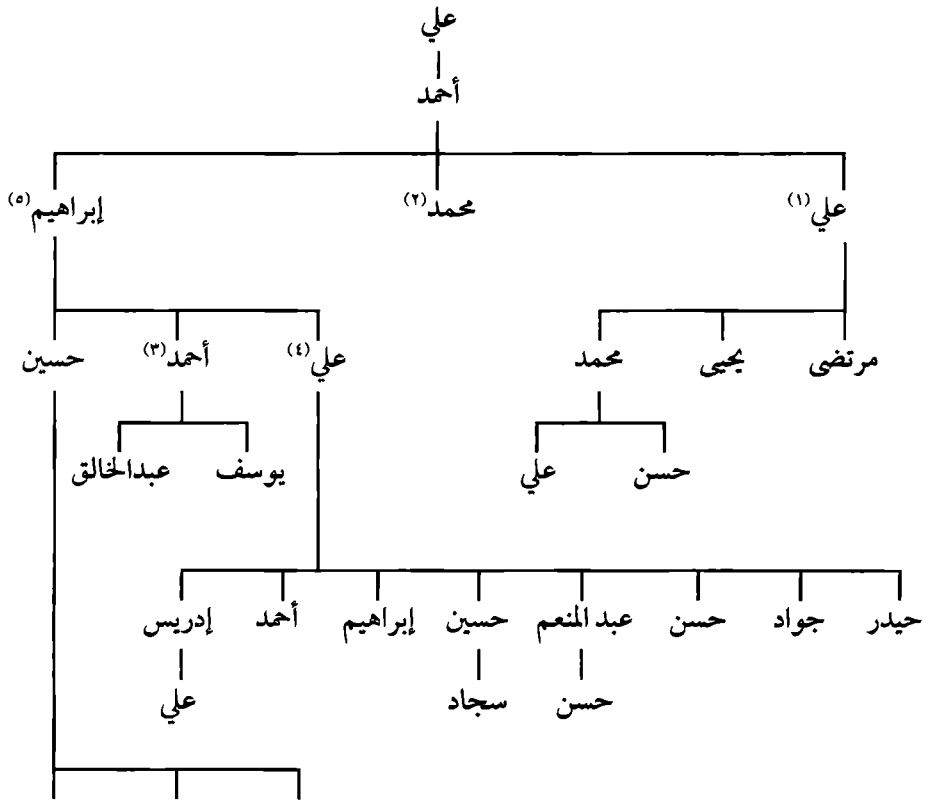 علي
أحمد
علي(١) محمد(٢) إبراهيم(٥)
مرتضى يحيى محمد علي(٤) أحمد(٣) حسين
حسن علي يوسف عبدالخالق
حيدر جواد حسن عبد المنعم حسين إبراهيم أحمد إدريس
حسن سجاد علي